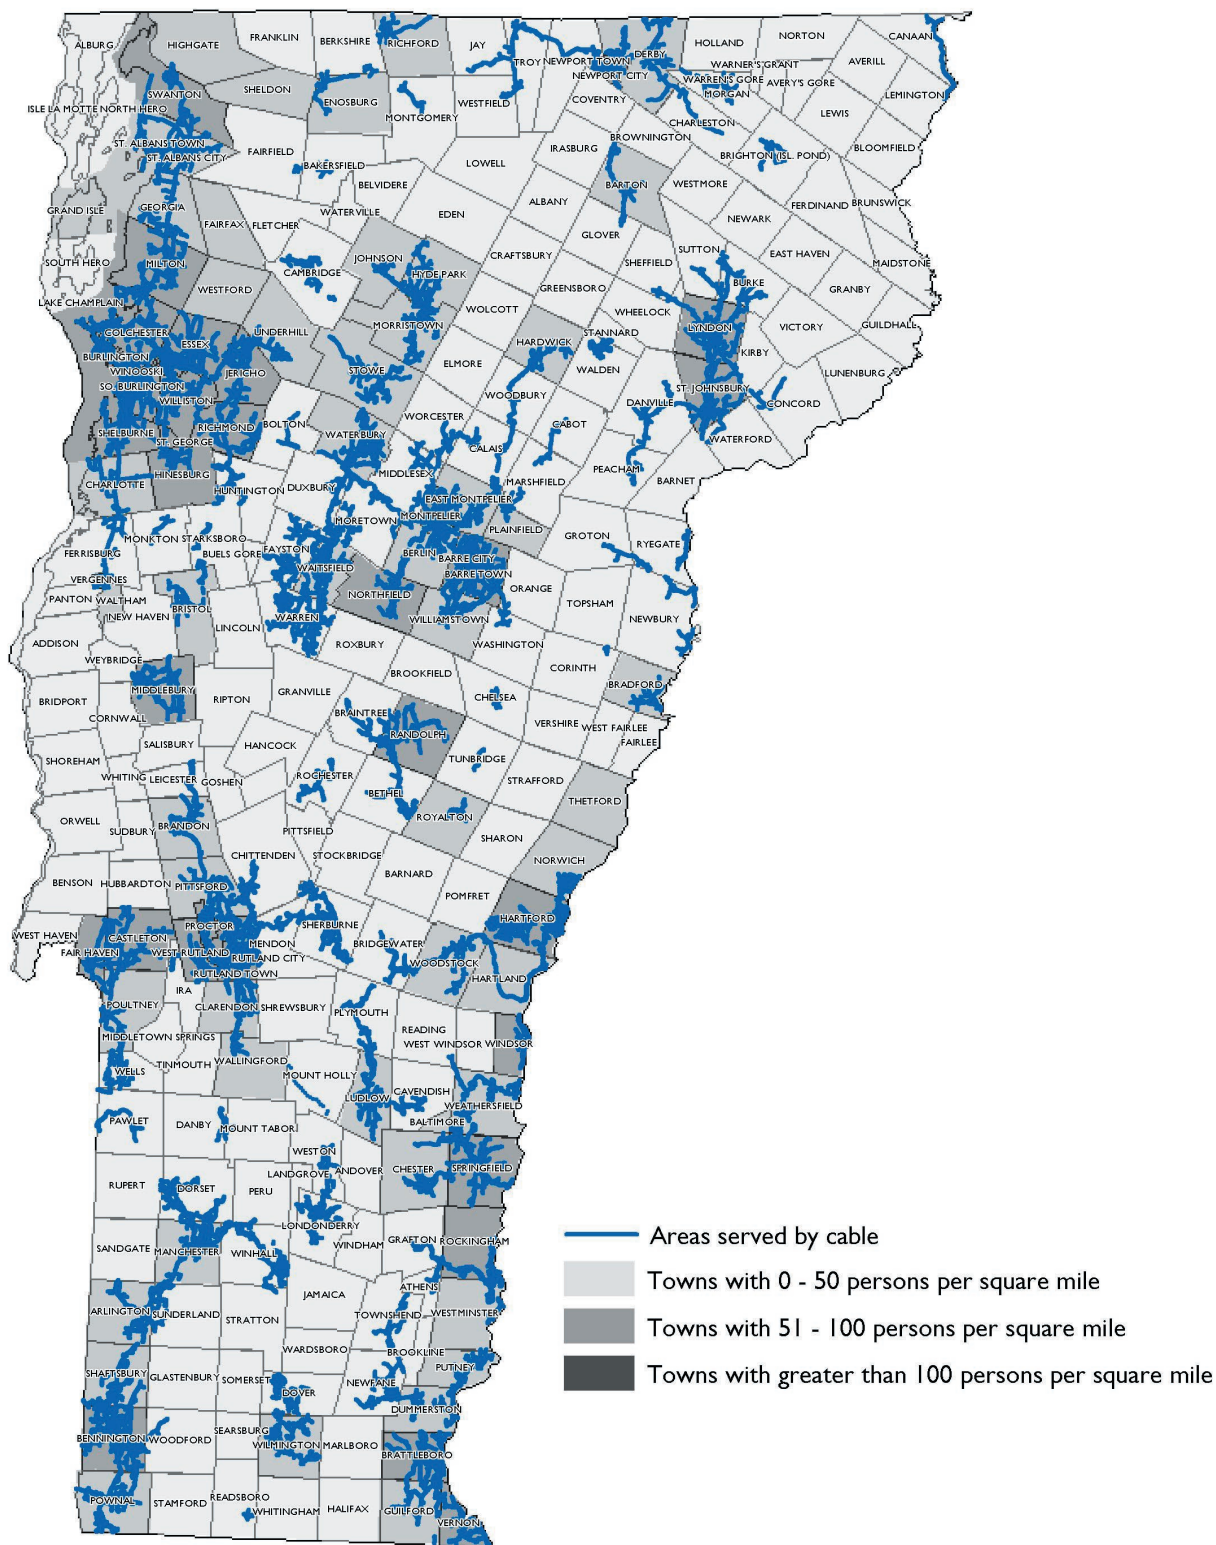 ALBURG
HIGHGATE
FRANKLIN
BERKSHIRE
RICHFORD
JAY
TROY
NEWPORT TOWN
DERBY
HOLLAND
NORTON
CANAAN
NEWPORT CITY
WARNER'S GRANT
AVERILL
WARREN'S GORE
AVERY'S GORE
MORGAN
LEMINGTON
ISLE LA MOTTE
NORTH HERO
SWANTON
SHELDON
ENOSBURG
MONTGOMERY
WESTFIELD
COVENTRY
CHARLESTON
LEWIS
BLOOMFIELD
ST. ALBANS TOWN
ST. ALBANS CITY
FAIRFIELD
BAKERSFIELD
BELVIDERE
LOWELL
IRASBURG
BROWNINGTON
BRIGHTON (ISL. POND)
BARTON
WESTMORE
FERDINAND
BRUNSWICK
GRAND ISLE
GEORGIA
FAIRFAX
FLETCHER
WATERVILLE
EDEN
ALBANY
GLOVER
NEWARK
SUTTON
EAST HAVEN
MAIDSTONE
SOUTH HERO
MILTON
WESTFORD
CAMBRIDGE
JOHNSON
HYDE PARK
CRAFTSBURY
SHEFFIELD
BURKE
GRANBY
LAKE CHAMPLAIN
GREENSBORO
WHEELOCK
VICTORY
GUILDHALL
COLCHESTER
ESSEX
UNDERHILL
MORRISTOWN
WOLCOTT
HARDWICK
STANNARD
LYNDON
KIRBY
BURLINGTON
WINOOSKI
JERICHO
STOWE
ELMORE
WALDEN
LUNENBURG
SO. BURLINGTON
WILLISTON
WOODBURY
DANVILLE
ST. JOHNSBURY
CONCORD
SHELBURNE
ST. GEORGE
RICHMOND
BOLTON
WATERBURY
WORCESTER
CALAIS
CABOT
WATERFORD
CHARLOTTE
HINESBURG
HUNTINGTON
DUXBURY
MIDDLESEX
MARSHFIELD
PEACHAM
BARNET
EAST MONTPELIER
MONTPELIER
MORETOWN
PLAINFIELD
GROTON
RYEGATE
FERRISBURG
MONKTON
STARKSBORO
BUELS GORE
FAYSTON
WAITSFIELD
BERLIN
BARRE CITY
BARRE TOWN
VERGENNES
PANTON
WALTHAM
NEW HAVEN
BRISTOL
LINCOLN
WARREN
NORTHFIELD
WILLIAMSTOWN
ORANGE
TOPSHAM
NEWBURY
ADDISON
WEYBRIDGE
ROXBURY
WASHINGTON
CORINTH
BROOKFIELD
BRADFORD
BRIDPORT
MIDDLEBURY
CORNWALL
RIPTON
GRANVILLE
BRAINTREE
RANDOLPH
CHELSEA
VERSHIRE
WEST FAIRLEE
FAIRLEE
SHOREHAM
SALISBURY
HANCOCK
WHITING
LEICESTER
GOSHEN
ROCHESTER
BETHEL
TUNBRIDGE
STRAFFORD
THETFORD
ORWELL
SUDBURY
BRANDON
PITTSFIELD
ROYALTON
SHARON
CHITTENDEN
STOCKBRIDGE
NORWICH
BENSON
HUBBARDTON
PITTSFORD
BARNARD
POMFRET
WEST HAVEN
FAIR HAVEN
CASTLETON
PROCTOR
WEST RUTLAND
RUTLAND CITY
RUTLAND TOWN
MENDON
SHERBURNE
BRIDGEWATER
WOODSTOCK
HARTFORD
HARTLAND
POULTNEY
IRA
CLARENDON
SHREWSBURY
PLYMOUTH
READING
WEST WINDSOR
WINDSOR
MIDDLETOWN SPRINGS
WELLS
TINMOUTH
WALLINGFORD
MOUNT HOLLY
LUDLOW
CAVENDISH
WEATHERSFIELD
BALTIMORE
PAWLET
DANBY
MOUNT TABOR
WESTON
LANDGROVE
ANDOVER
CHESTER
SPRINGFIELD
RUPERT
DORSET
PERU
LONDONDERRY
WINDHAM
GRAFTON
ROCKINGHAM
SANDGATE
MANCHESTER
WINHALL
JAMAICA
ATHENS
ARLINGTON
SUNDERLAND
STRATTON
TOWNSHEND
WESTMINSTER
WARDSBORO
BROOKLINE
SHAFTSBURY
GLASTENBURY
SOMERSET
DOVER
NEWFANE
PUTNEY
DUMMERSTON
BENNINGTON
WOODFORD
SEARSBURG
WILMINGTON
MARLBORO
BRATTLEBORO
POWNAL
STAMFORD
READSBORO
WHITINGHAM
HALIFAX
GUILFORD
VERNON
Areas served by cable
Towns with 0 - 50 persons per square mile
Towns with 51 - 100 persons per square mile
Towns with greater than 100 persons per square mile